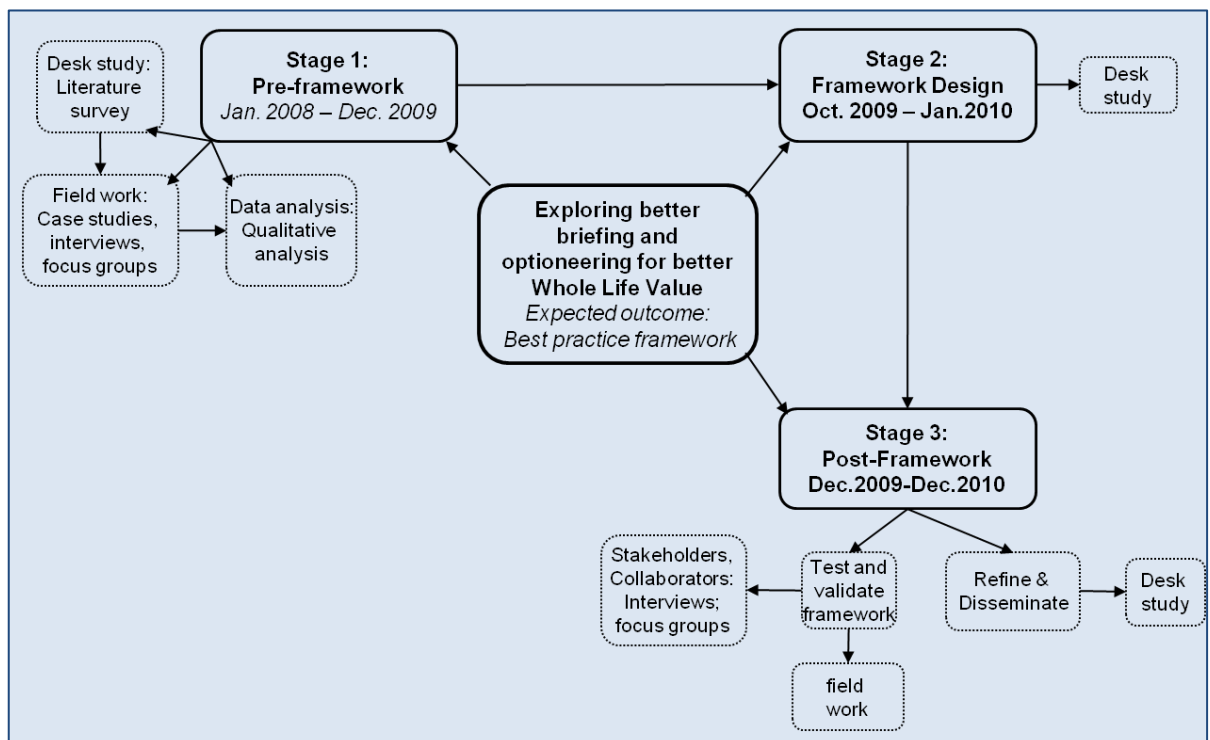 Desk study:
Literature
survey
Stage 1:
Pre-framework
Jan. 2008 – Dec. 2009
Stage 2:
Framework Design
Oct. 2009 – Jan.2010
Desk
study
Field work:
Case studies,
interviews,
focus groups
Data analysis:
Qualitative
analysis
Exploring better
briefing and
optioneering for better
Whole Life Value
Expected outcome:
Best practice framework
Stage 3:
Post-Framework
Dec.2009-Dec.2010
Stakeholders,
Collaborators:
Interviews;
focus groups
Test and
validate
framework
Refine &
Disseminate
Desk
study
field
work